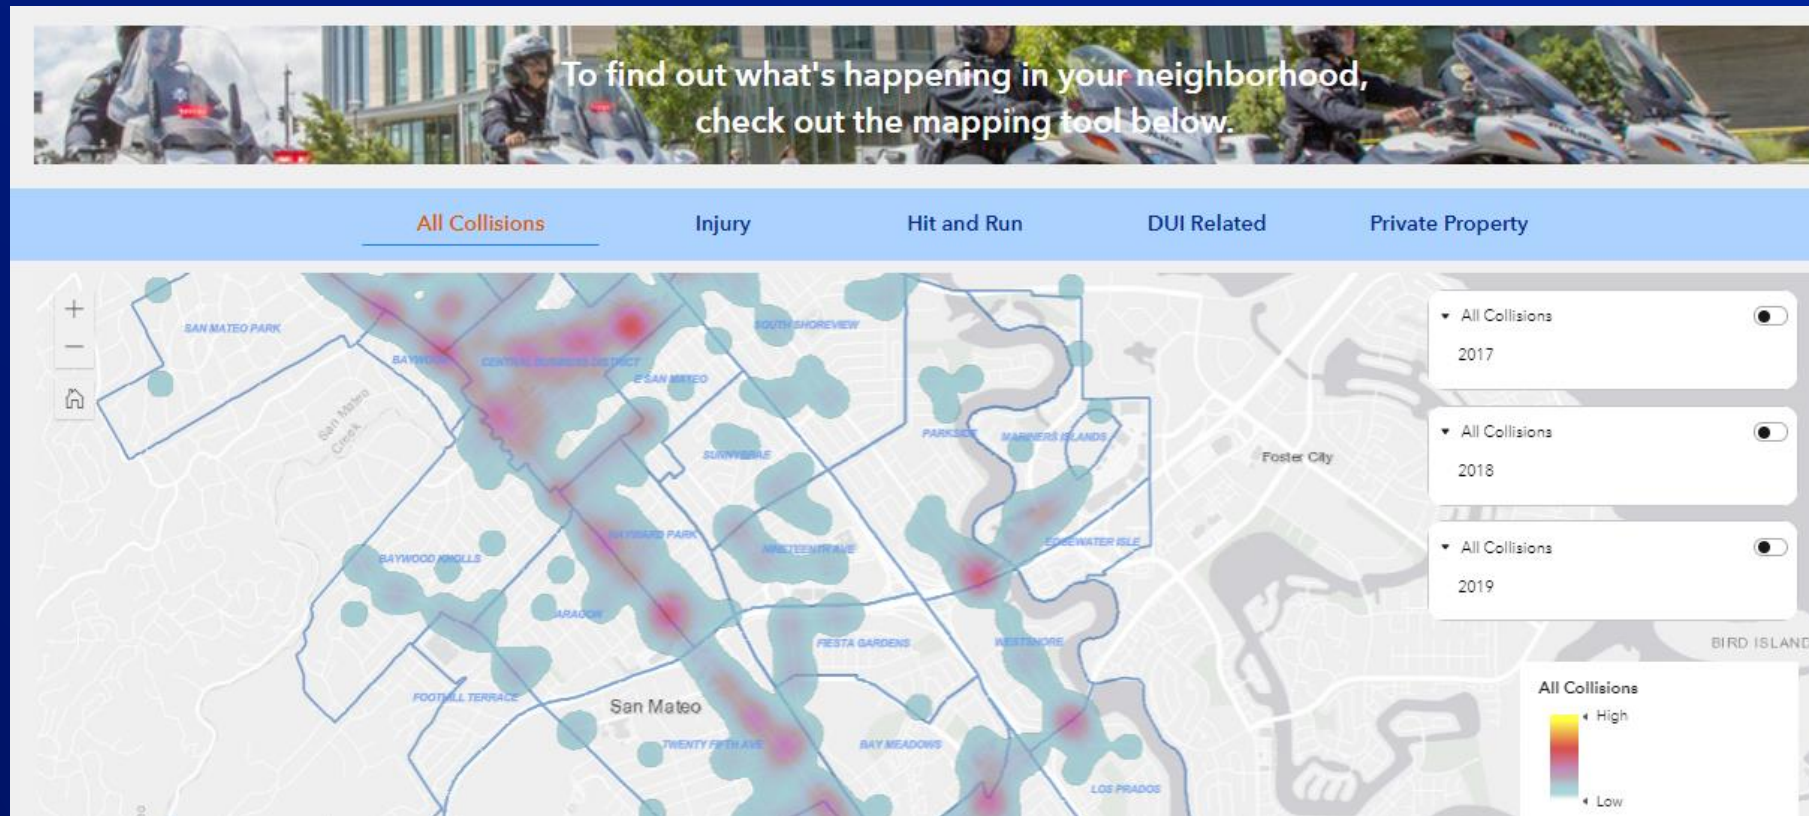 To find out what's happening in your neighborhood,
check out the mapping tool below.
All Collisions
Injury
Hit and Run
DUI Related
Private Property
SAN MATEO PARK
BAYWOOD
CENTRAL BUSINESS DISTRICT
SOUTH SHOREVIEW
E SAN MATEO
San Mateo
Creek
SUNNYBRAE
PARKSIDE
MARINERS ISLANDS
Foster City
BAYWOOD KNOLLS
HAYWARD PARK
NINETEENTH AVE
EDGEWATER ISLE
ARAGON
FIESTA GARDENS
WESTSHORE
FOOTHILL TERRACE
San Mateo
TWENTY FIFTH AVE
BAY MEADOWS
LOS PRADOS
All Collisions
2017
All Collisions
2018
All Collisions
2019
BIRD ISLAND
All Collisions
High
Low
POLICE